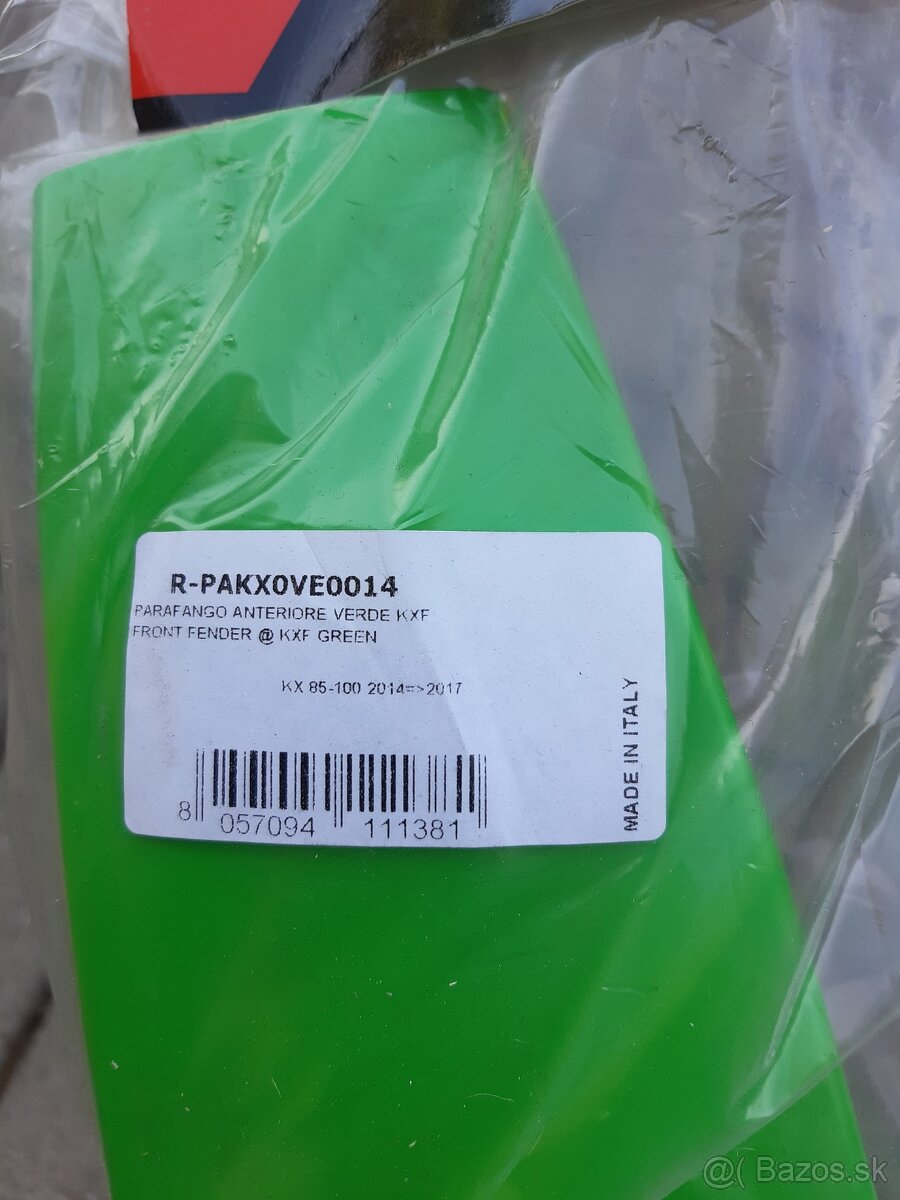 R-PAKX0VE0014
PARAFANGO ANTERIORE VERDE KXF
FRONT FENDER @ KXF GREEN
KX 85-100 2014=>2017
MADE IN ITALY
8 057094 111381
@( Bazos.sk